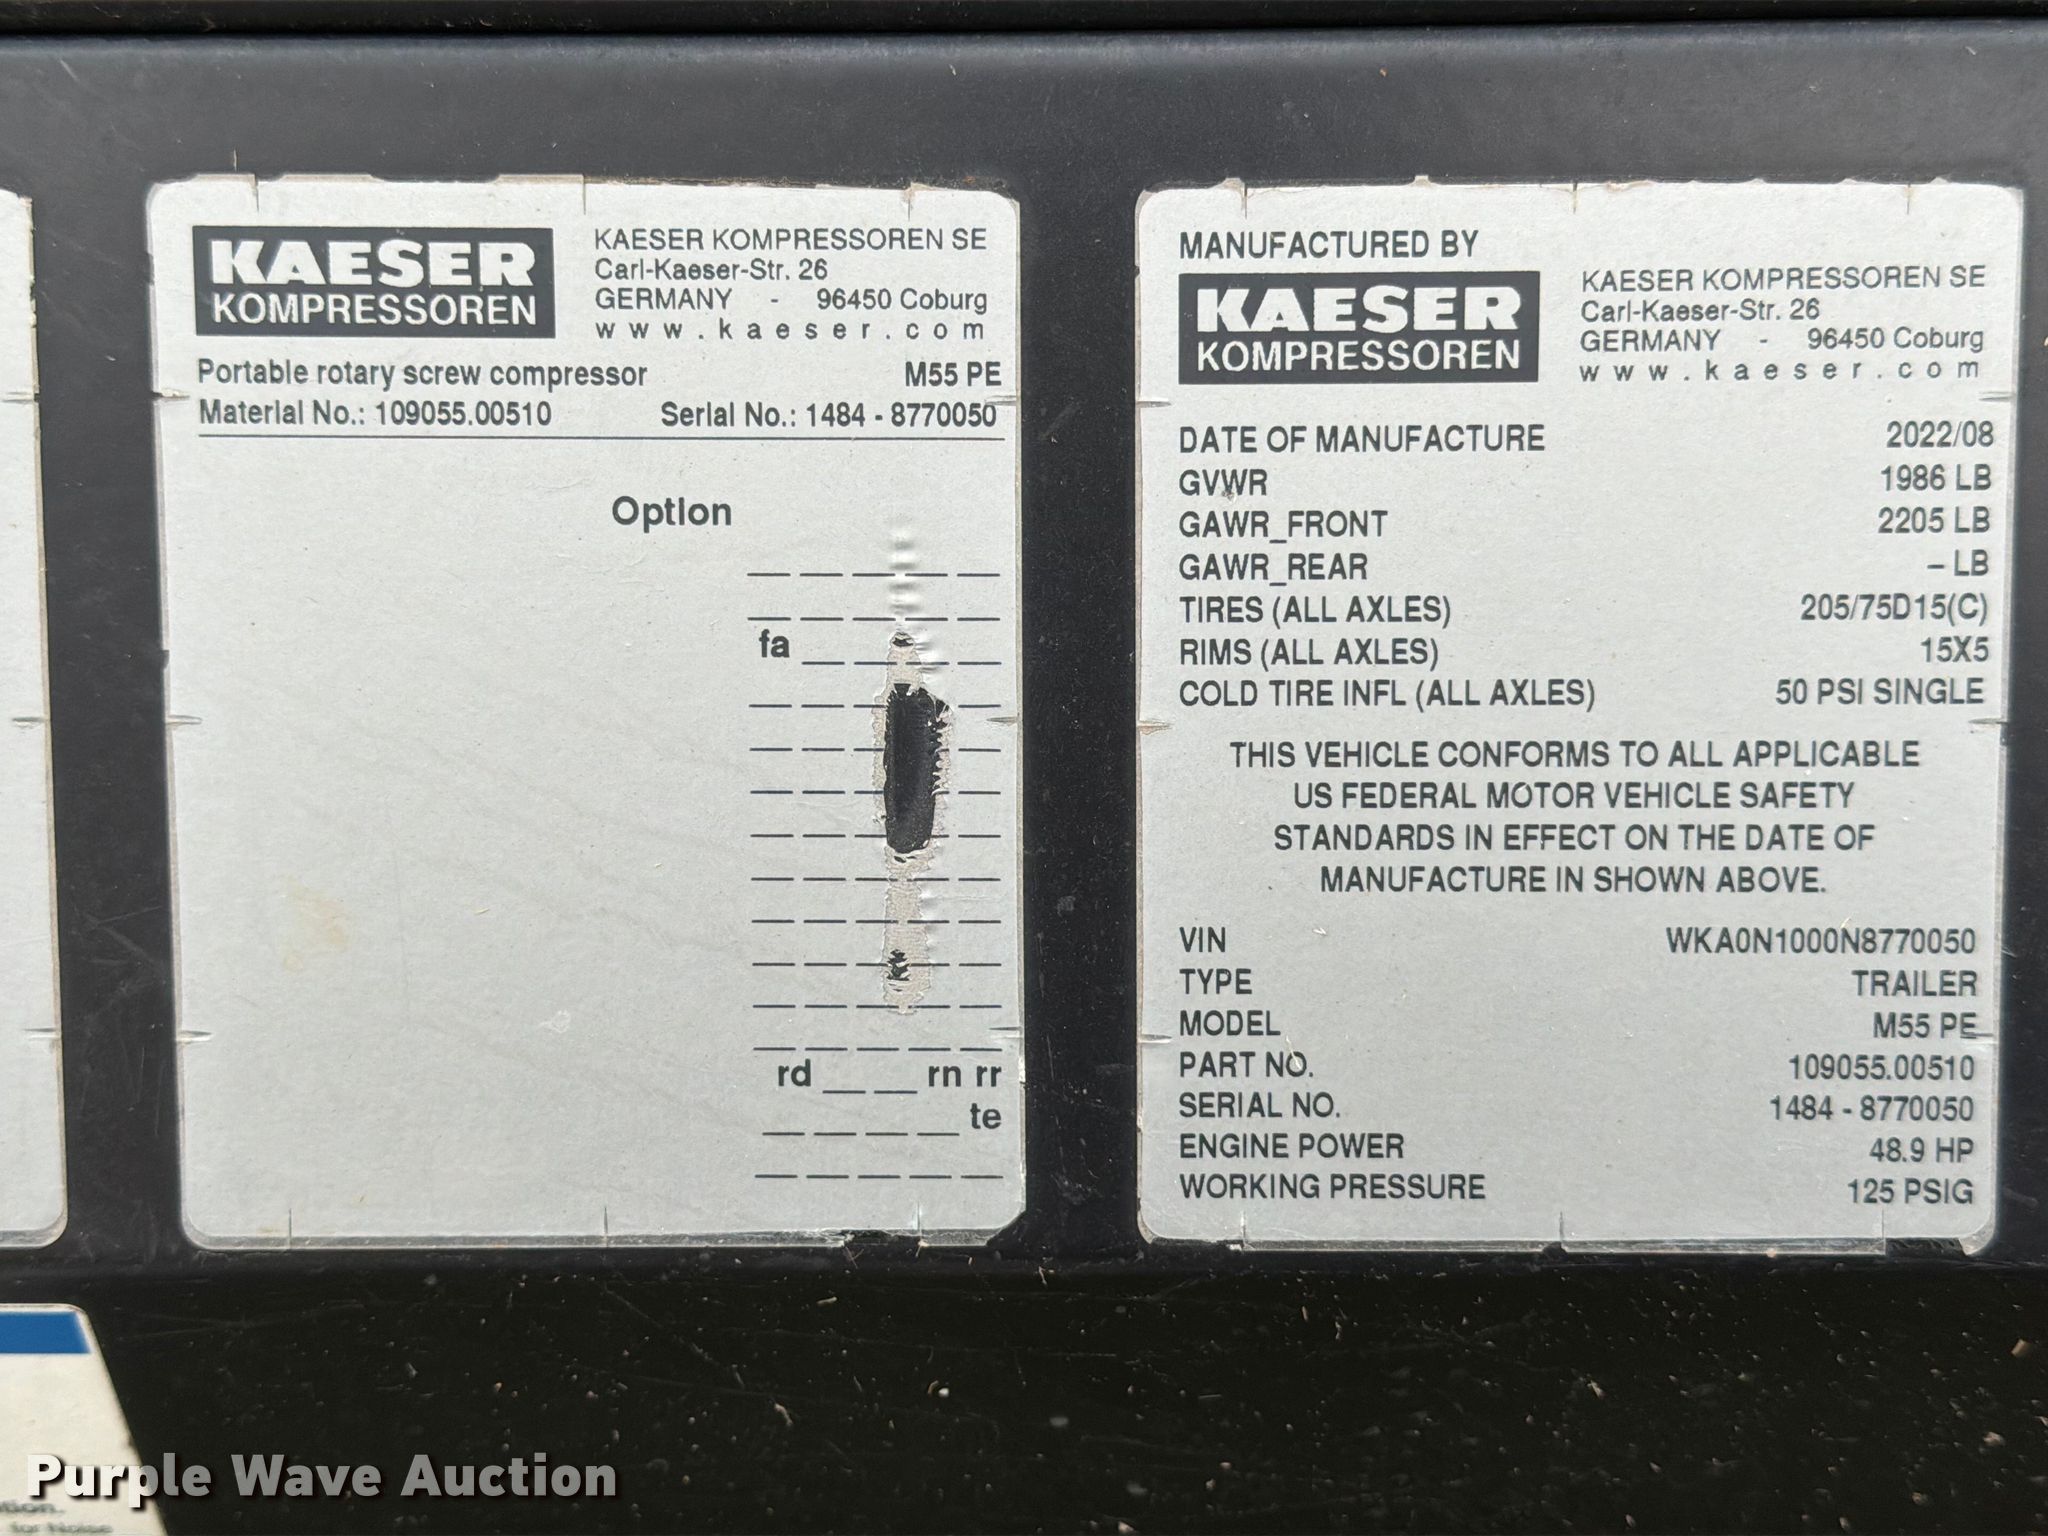 KAESER
KOMPRESSOREN
KAESER KOMPRESSOREN SE
Carl-Kaeser-Str. 26
GERMANY - 96450 Coburg
www.kaeser.com
Portable rotary screw compressor M55 PE
Material No.: 109055.00510 Serial No.: 1484 - 8770050
Option
_ _ _ _ _ _
_ _ _ _ _ _
fa _ _ _ _
_ _ _ _ _
_ _ _ _ _
_ _ _ _ _
_ _ _ _ _
_ _ _ _ _
_ _ _ _ _
_ _ _ _ _
_ _ _ _ _
_ _ _ _ _
rd _ _ rn rr
_ _ _ _ te
_ _ _ _ _
MANUFACTURED BY
KAESER
KOMPRESSOREN
KAESER KOMPRESSOREN SE
Carl-Kaeser-Str. 26
GERMANY - 96450 Coburg
www.kaeser.com
DATE OF MANUFACTURE 2022/08
GVWR 1986 LB
GAWR_FRONT 2205 LB
GAWR_REAR – LB
TIRES (ALL AXLES) 205/75D15(C)
RIMS (ALL AXLES) 15X5
COLD TIRE INFL (ALL AXLES) 50 PSI SINGLE
THIS VEHICLE CONFORMS TO ALL APPLICABLE
US FEDERAL MOTOR VEHICLE SAFETY
STANDARDS IN EFFECT ON THE DATE OF
MANUFACTURE IN SHOWN ABOVE.
VIN WKA0N1000N8770050
TYPE TRAILER
MODEL M55 PE
PART NO. 109055.00510
SERIAL NO. 1484 - 8770050
ENGINE POWER 48.9 HP
WORKING PRESSURE 125 PSIG
Purple Wave Auction
for Noise